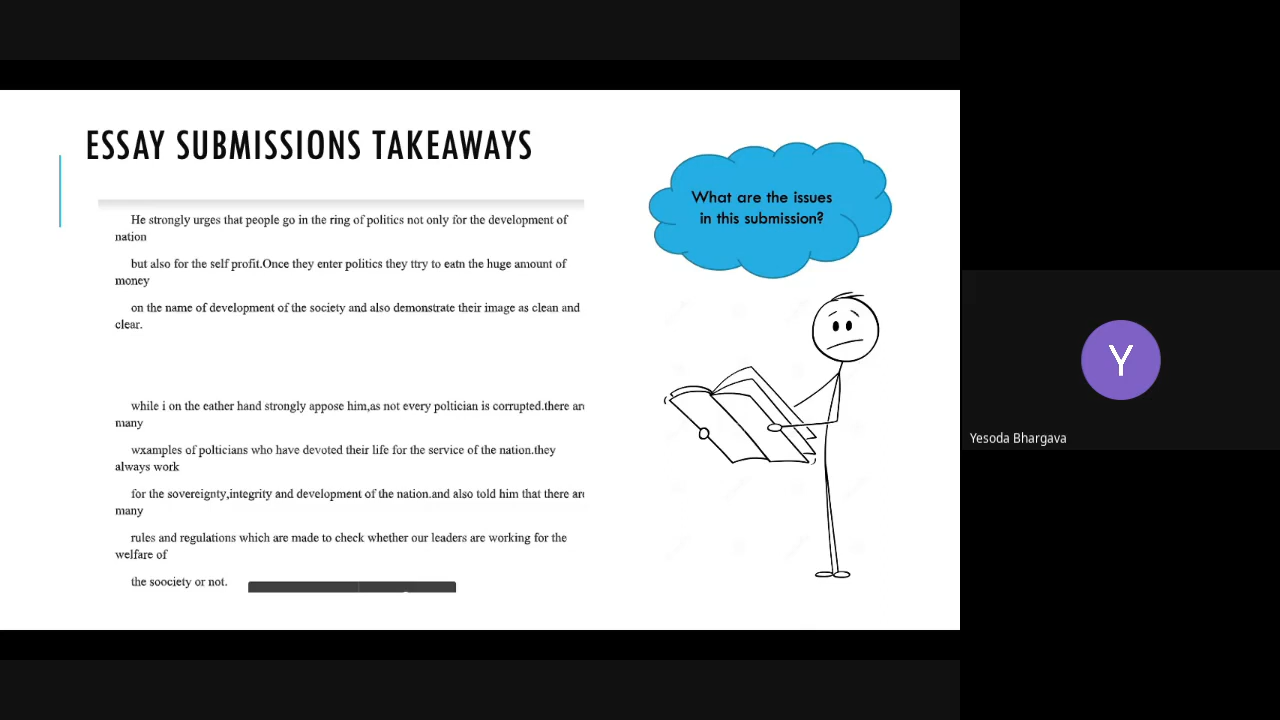 ESSAY SUBMISSIONS TAKEAWAYS
He strongly urges that people go in the ring of politics not only for the development of
nation
but also for the self profit.Once they enter politics they ttry to eatn the huge amount of
money
on the name of development of the society and also demonstrate their image as clean and
clear.
while i on the eather hand strongly appose him,as not every poltician is corrupted.there are
many
wxamples of polticians who have devoted their life for the service of the nation.they
always work
for the sovereignty,integrity and development of the nation.and also told him that there are
many
rules and regulations which are made to check whether our leaders are working for the
welfare of
the soociety or not.
What are the issues
in this submission?
Y
Yesoda Bhargava